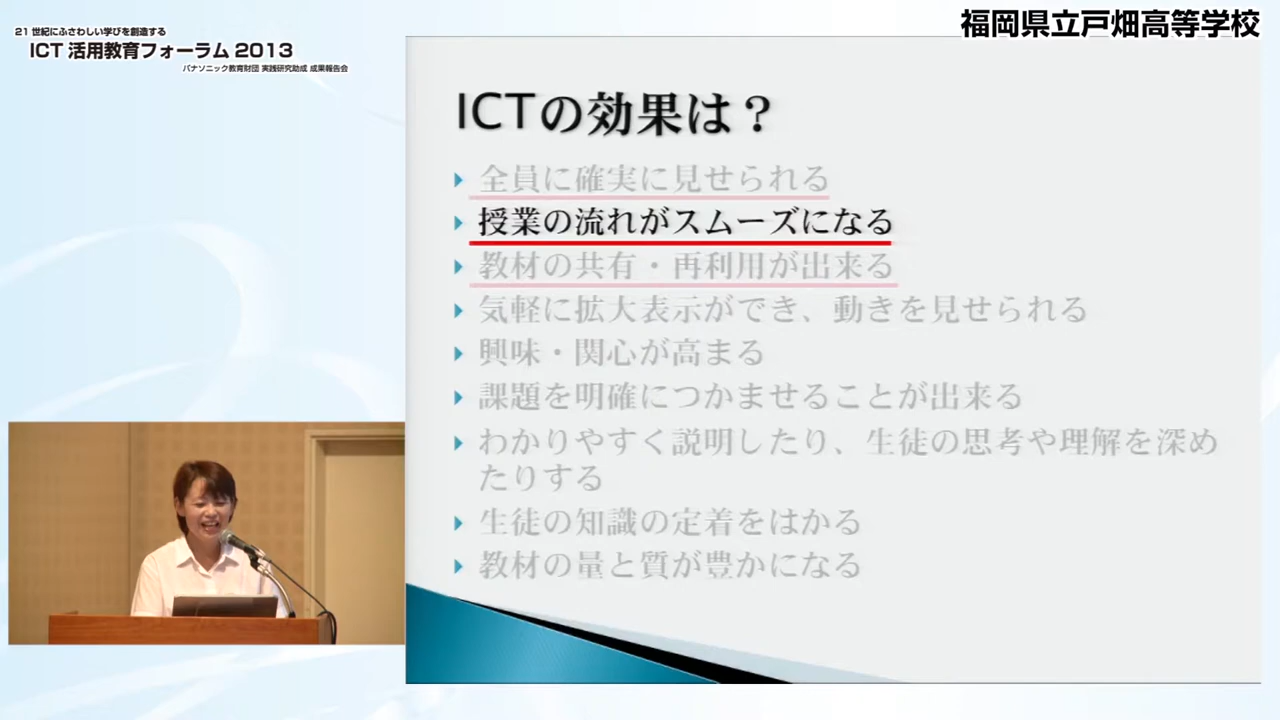 21 世紀にふさわしい学びを創造する
ICT 活用教育フォーラム 2013
パナソニック教育財団 実践研究助成 成果報告会
福岡県立戸畑高等学校
ICTの効果は？
全員に確実に見せられる
授業の流れがスムーズになる
教材の共有・再利用が出来る
気軽に拡大表示ができ、動きを見せられる
興味・関心が高まる
課題を明確につかませることが出来る
わかりやすく説明したり、生徒の思考や理解を深め
たりする
生徒の知識の定着をはかる
教材の量と質が豊かになる